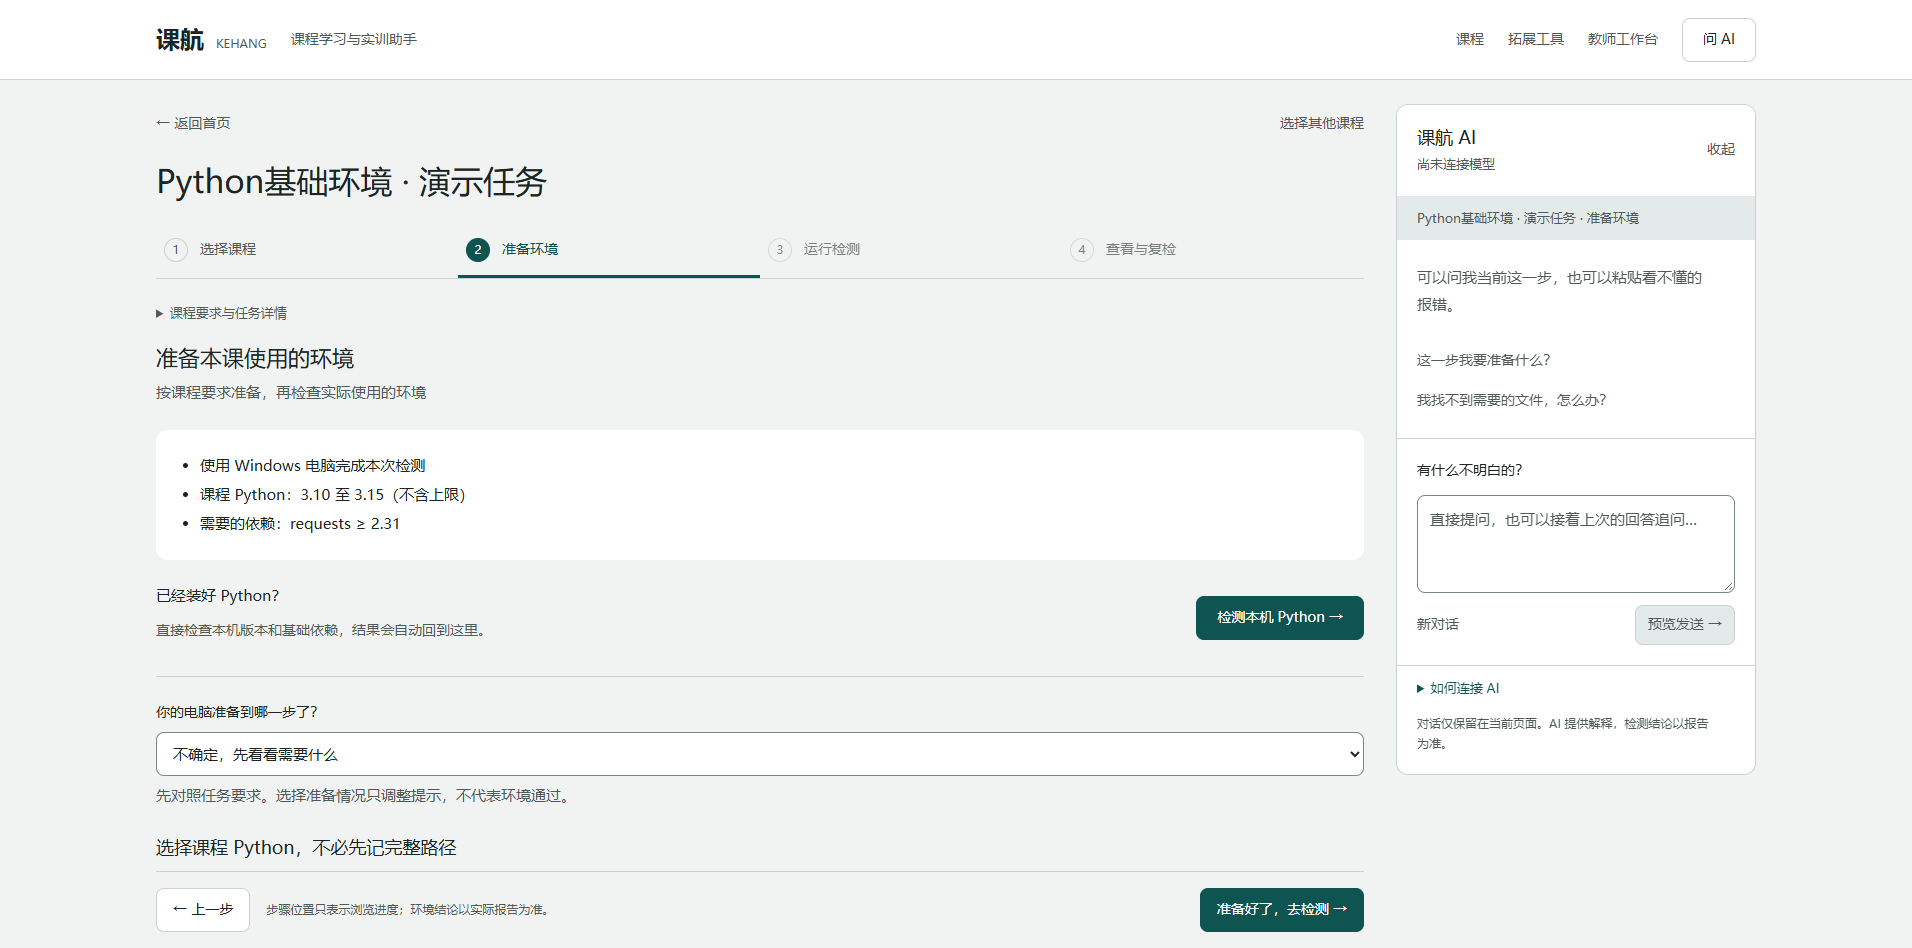 课航 KEHANG 课程学习与实训助手 课程 拓展工具 教师工作台 问 AI
← 返回首页 选择其他课程
Python基础环境 · 演示任务
1 选择课程 2 准备环境 3 运行检测 4 查看与复检
▶ 课程要求与任务详情
准备本课使用的环境
按课程要求准备，再检查实际使用的环境
• 使用 Windows 电脑完成本次检测
• 课程 Python：3.10 至 3.15（不含上限）
• 需要的依赖：requests ≥ 2.31
已经装好 Python？
直接检查本机版本和基础依赖，结果会自动回到这里。
检测本机 Python →
你的电脑准备到哪一步了？
不确定，先看看需要什么
先对照任务要求。选择准备情况只调整提示，不代表环境通过。
选择课程 Python，不必先记完整路径
← 上一步 步骤位置只表示浏览进度；环境结论以实际报告为准。 准备好了，去检测 →
课航 AI
尚未连接模型
收起
Python基础环境 · 演示任务 · 准备环境
可以问我当前这一步，也可以粘贴看不懂的
报错。
这一步我要准备什么？
我找不到需要的文件，怎么办？
有什么不明白的？
直接提问，也可以接着上次的回答追问...
新对话 预览发送 →
▶ 如何连接 AI
对话仅保留在当前页面。AI 提供解释，检测结论以报告
为准。